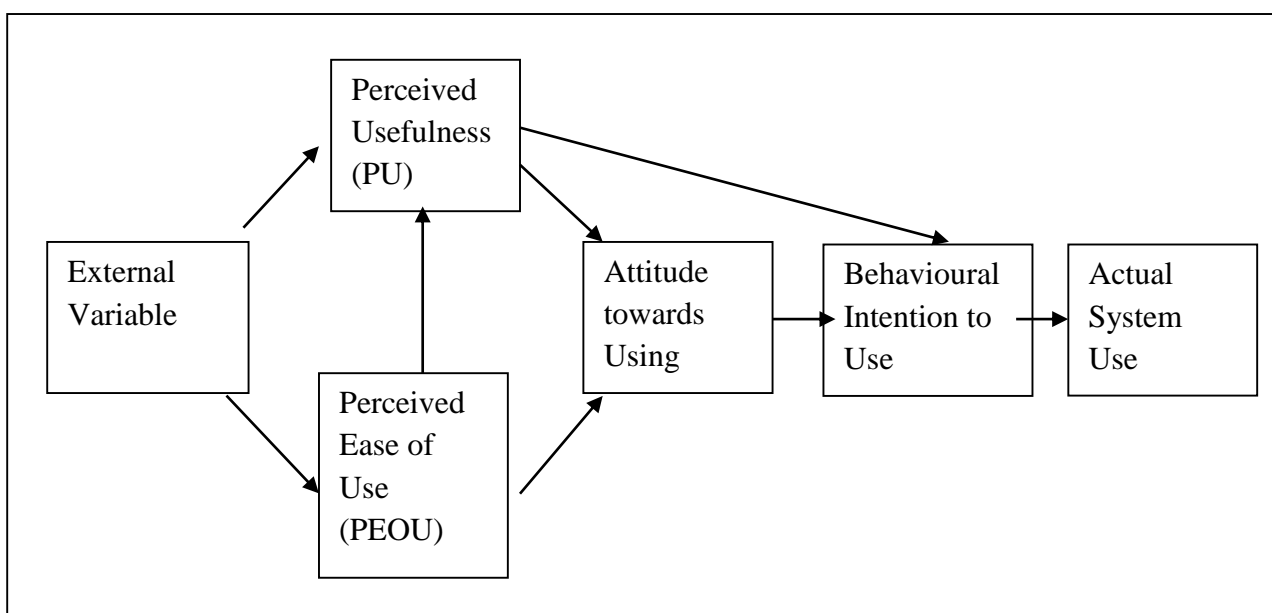 Perceived
Usefulness
(PU)
External
Variable
Perceived
Ease of
Use
(PEOU)
Attitude
towards
Using
Behavioural
Intention to
Use
Actual
System
Use